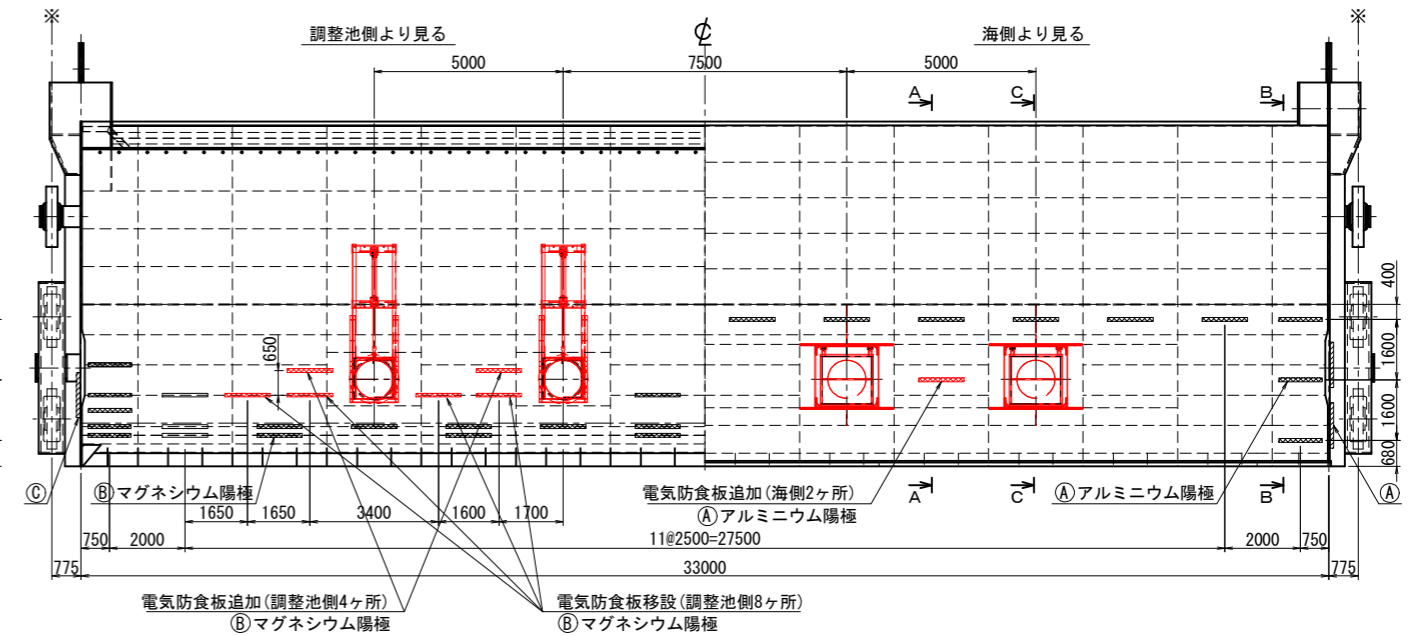 ※
※
調整池側より見る
℄
海側より見る
5000
7500
5000
A
C
B
400
1600
1600
680
650
Ⓒ
Ⓑマグネシウム陽極
電気防食板追加(海側2ヶ所)
Ⓐアルミニウム陽極
A
C
Ⓐアルミニウム陽極
B
Ⓐ
1650
1650
3400
1600
1700
750
2000
11@2500=27500
2000
750
775
33000
775
電気防食板追加(調整池側4ヶ所)
Ⓑマグネシウム陽極
電気防食板移設(調整池側8ヶ所)
Ⓑマグネシウム陽極